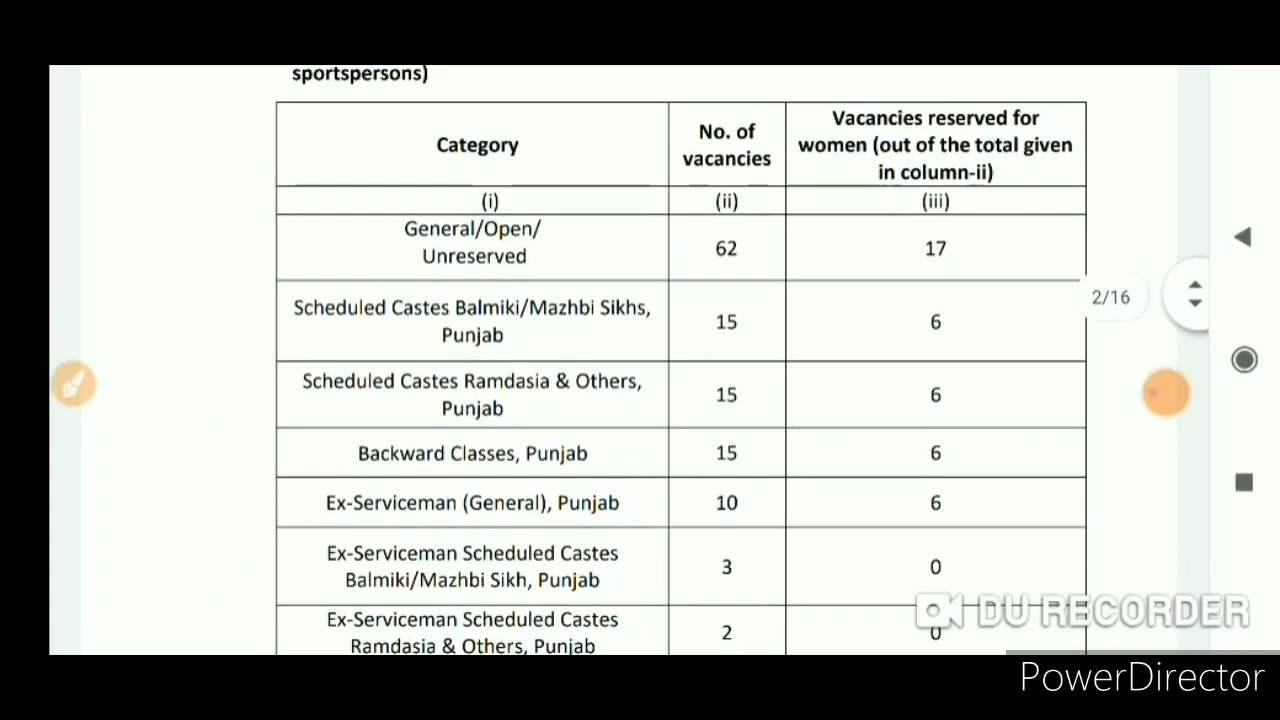 sportspersons)
Category
No. of
vacancies
Vacancies reserved for
women (out of the total given
in column-ii)
(i)
(ii)
(iii)
General/Open/
Unreserved
62
17
Scheduled Castes Balmiki/Mazhbi Sikhs,
Punjab
15
6
Scheduled Castes Ramdasia & Others,
Punjab
15
6
Backward Classes, Punjab
15
6
Ex-Serviceman (General), Punjab
10
6
Ex-Serviceman Scheduled Castes
Balmiki/Mazhbi Sikh, Punjab
3
0
Ex-Serviceman Scheduled Castes
Ramdasia & Others, Punjab
2
0
2/16
DU RECORDER
PowerDirector